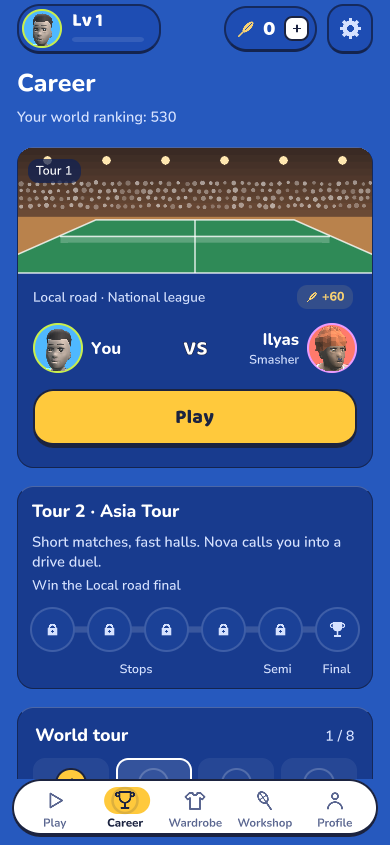 Lv 1
0
+
Career
Your world ranking: 530
Tour 1
Local road · National league
+60
You
VS
Ilyas
Smasher
Play
Tour 2 · Asia Tour
Short matches, fast halls. Nova calls you into a
drive duel.
Win the Local road final
Stops
Semi
Final
World tour
1 / 8
Play
Career
Wardrobe
Workshop
Profile